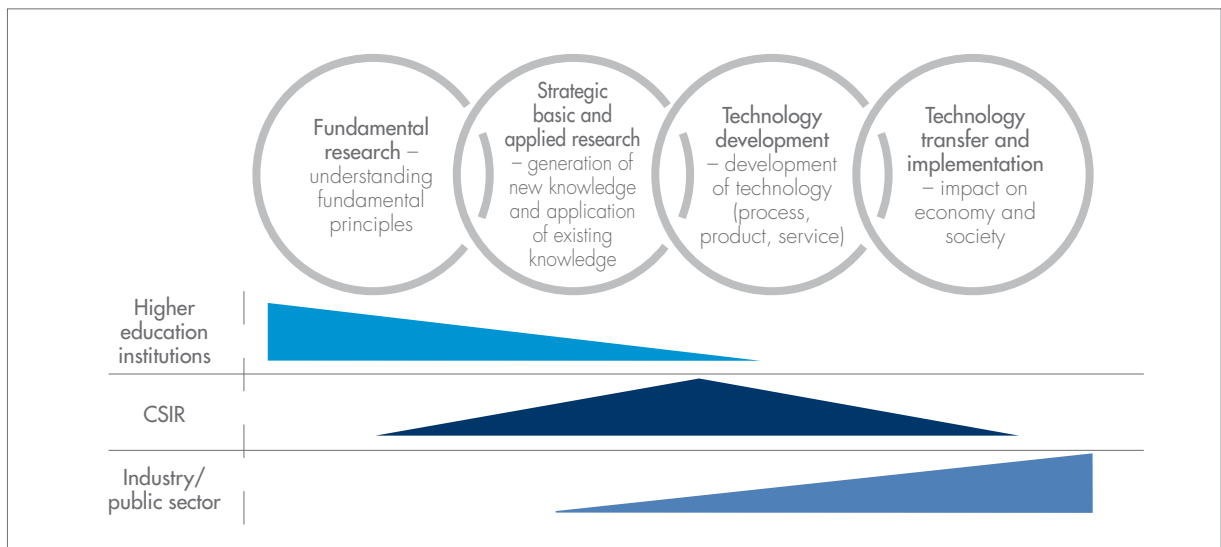 Fundamental
research –
understanding
fundamental
principles
Strategic
basic and
applied research
– generation of
new knowledge
and application
of existing
knowledge
Technology
development
– development
of technology
(process,
product, service)
Technology
transfer and
implementation
– impact on
economy and
society
Higher
education
institutions
CSIR
Industry/
public sector